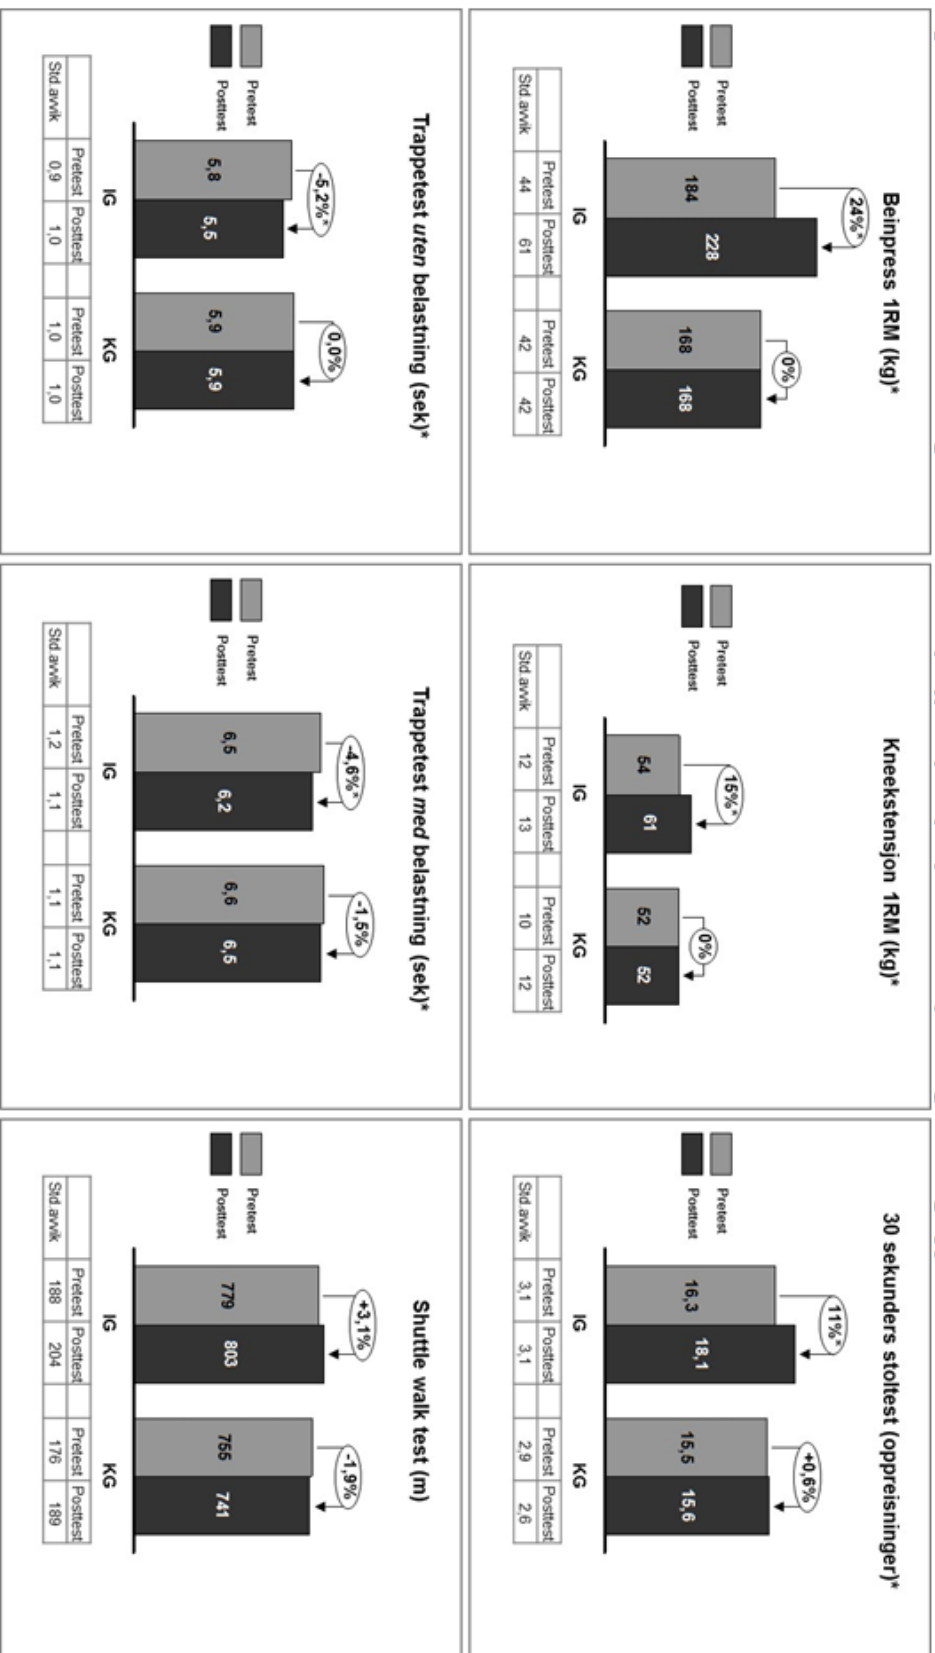 Beinpress 1RM (kg)*
Pretest
Posttest
24%*
0%
184
228
168
168
IG
KG
Pretest Posttest Pretest Posttest
Std.avvik 44 61 42 42
Kneekstensjon 1RM (kg)*
Pretest
Posttest
15%*
0%
54
61
52
52
IG
KG
Pretest Posttest Pretest Posttest
Std.avvik 12 13 10 12
30 sekunders stoltest (oppreisninger)*
Pretest
Posttest
11%*
+0,6%
16,3
18,1
15,5
15,6
IG
KG
Pretest Posttest Pretest Posttest
Std.avvik 3,1 3,1 2,9 2,6
Trappetest uten belastning (sek)*
Pretest
Posttest
-5,2%*
0,0%
5,8
5,5
5,9
5,9
IG
KG
Pretest Posttest Pretest Posttest
Std.avvik 0,9 1,0 1,0 1,0
Trappetest med belastning (sek)*
Pretest
Posttest
-4,6%*
-1,5%
6,5
6,2
6,6
6,5
IG
KG
Pretest Posttest Pretest Posttest
Std.avvik 1,2 1,1 1,1 1,1
Shuttle walk test (m)
Pretest
Posttest
+3,1%
-1,9%
779
803
755
741
IG
KG
Pretest Posttest Pretest Posttest
Std.avvik 188 204 176 189